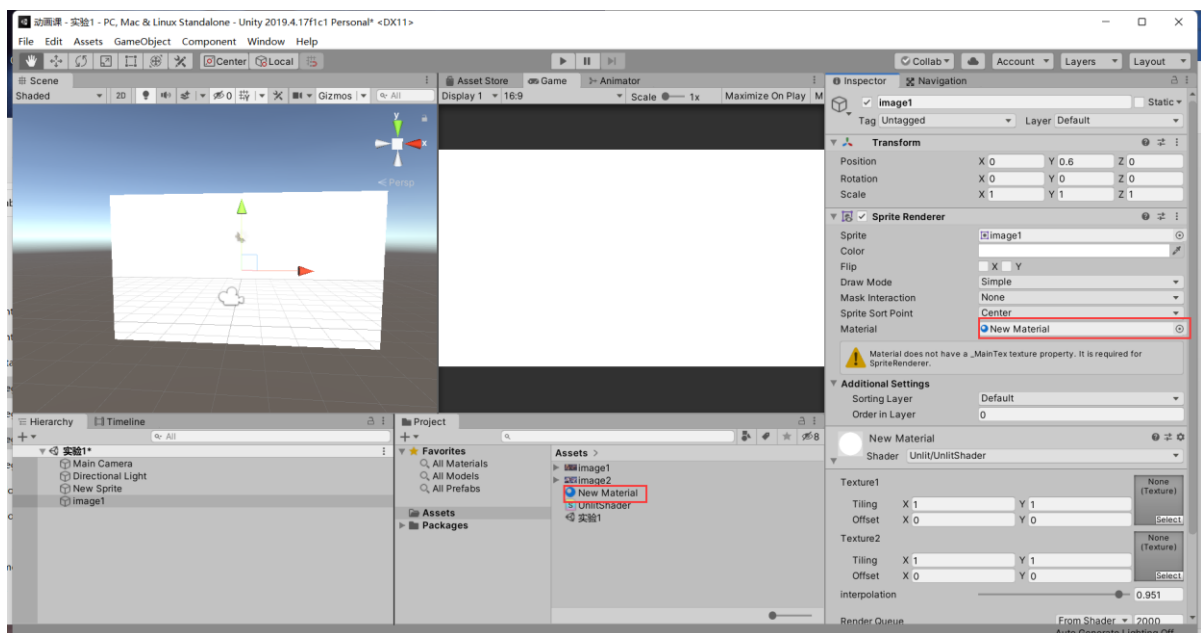 动画课 - 实验1 - PC, Mac & Linux Standalone - Unity 2019.4.17f1c1 Personal* <DX11>
File Edit Assets GameObject Component Window Help
Center Local Collab Account Layers Layout
Scene
Shaded 2D 0 Gizmos All
y
x
Persp
Asset Store Game Animator
Display 1 16:9 Scale 1x Maximize On Play M
Inspector Navigation
image1 Static
Tag Untagged Layer Default
Transform
Position X 0 Y 0.6 Z 0
Rotation X 0 Y 0 Z 0
Scale X 1 Y 1 Z 1
Sprite Renderer
Sprite image1
Color
Flip X Y
Draw Mode Simple
Mask Interaction None
Sprite Sort Point Center
Material New Material
Material does not have a _MainTex texture property. It is required for
SpriteRenderer.
Additional Settings
Sorting Layer Default
Order in Layer 0
New Material
Shader Unlit/UnlitShader
Texture1 None
(Texture)
Tiling X 1 Y 1
Offset X 0 Y 0 Select
Texture2 None
(Texture)
Tiling X 1 Y 1
Offset X 0 Y 0 Select
interpolation 0.951
Render Queue From Shader 2000
Auto Generate Lighting Off
Hierarchy Timeline
All
实验1*
Main Camera
Directional Light
New Sprite
image1
Project
8
Favorites
All Materials
All Models
All Prefabs
Assets
Packages
Assets >
image1
image2
New Material
UnlitShader
实验1